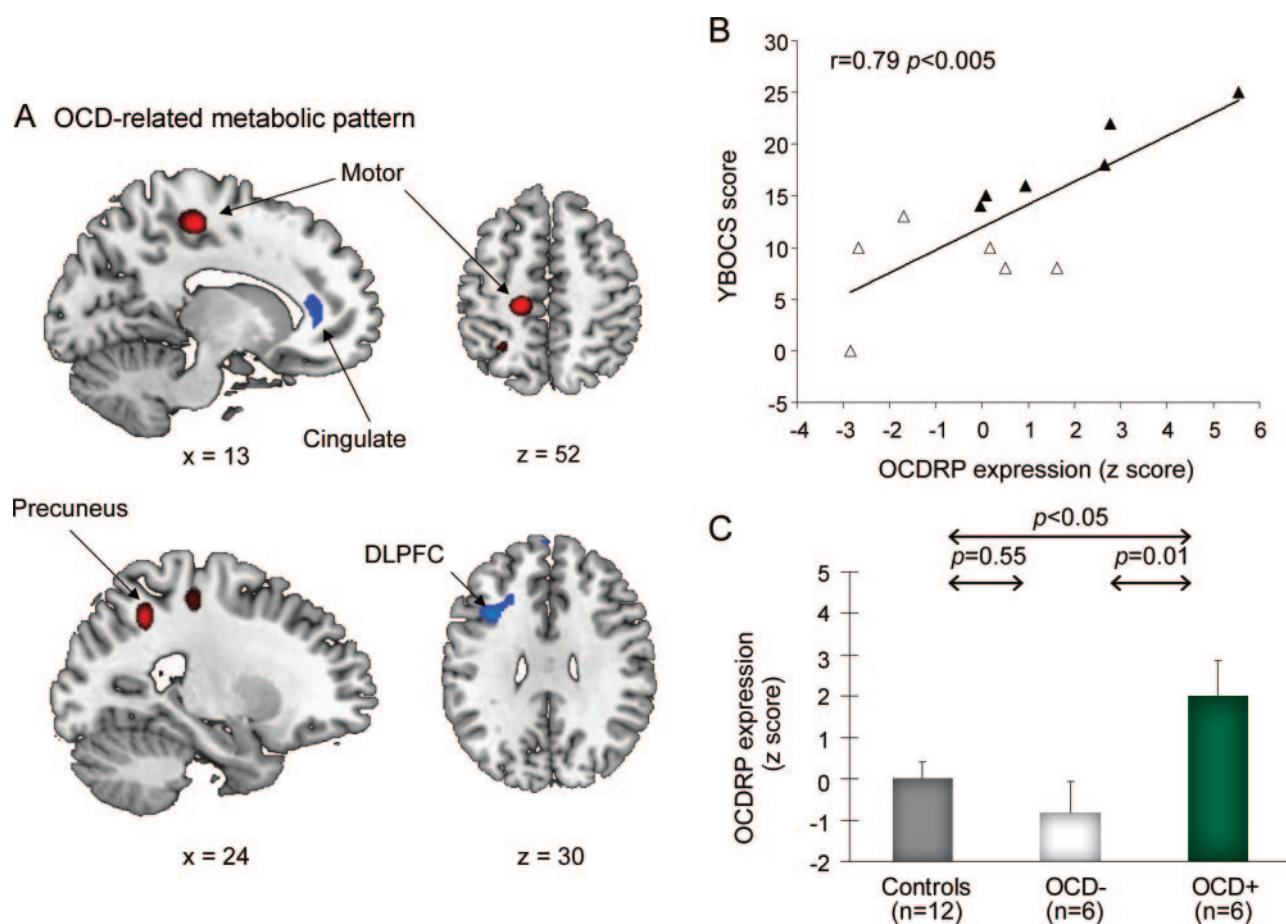 A OCD-related metabolic pattern
Motor
Cingulate
x = 13
z = 52
Precuneus
DLPFC
x = 24
z = 30
B
r=0.79 p<0.005
YBOCS score
30
25
20
15
10
5
0
-5
-4 -3 -2 -1 0 1 2 3 4 5 6
OCDRP expression (z score)
C
p<0.05
p=0.55
p=0.01
OCDRP expression
(z score)
5
4
3
2
1
0
-1
-2
Controls
(n=12)
OCD-
(n=6)
OCD+
(n=6)